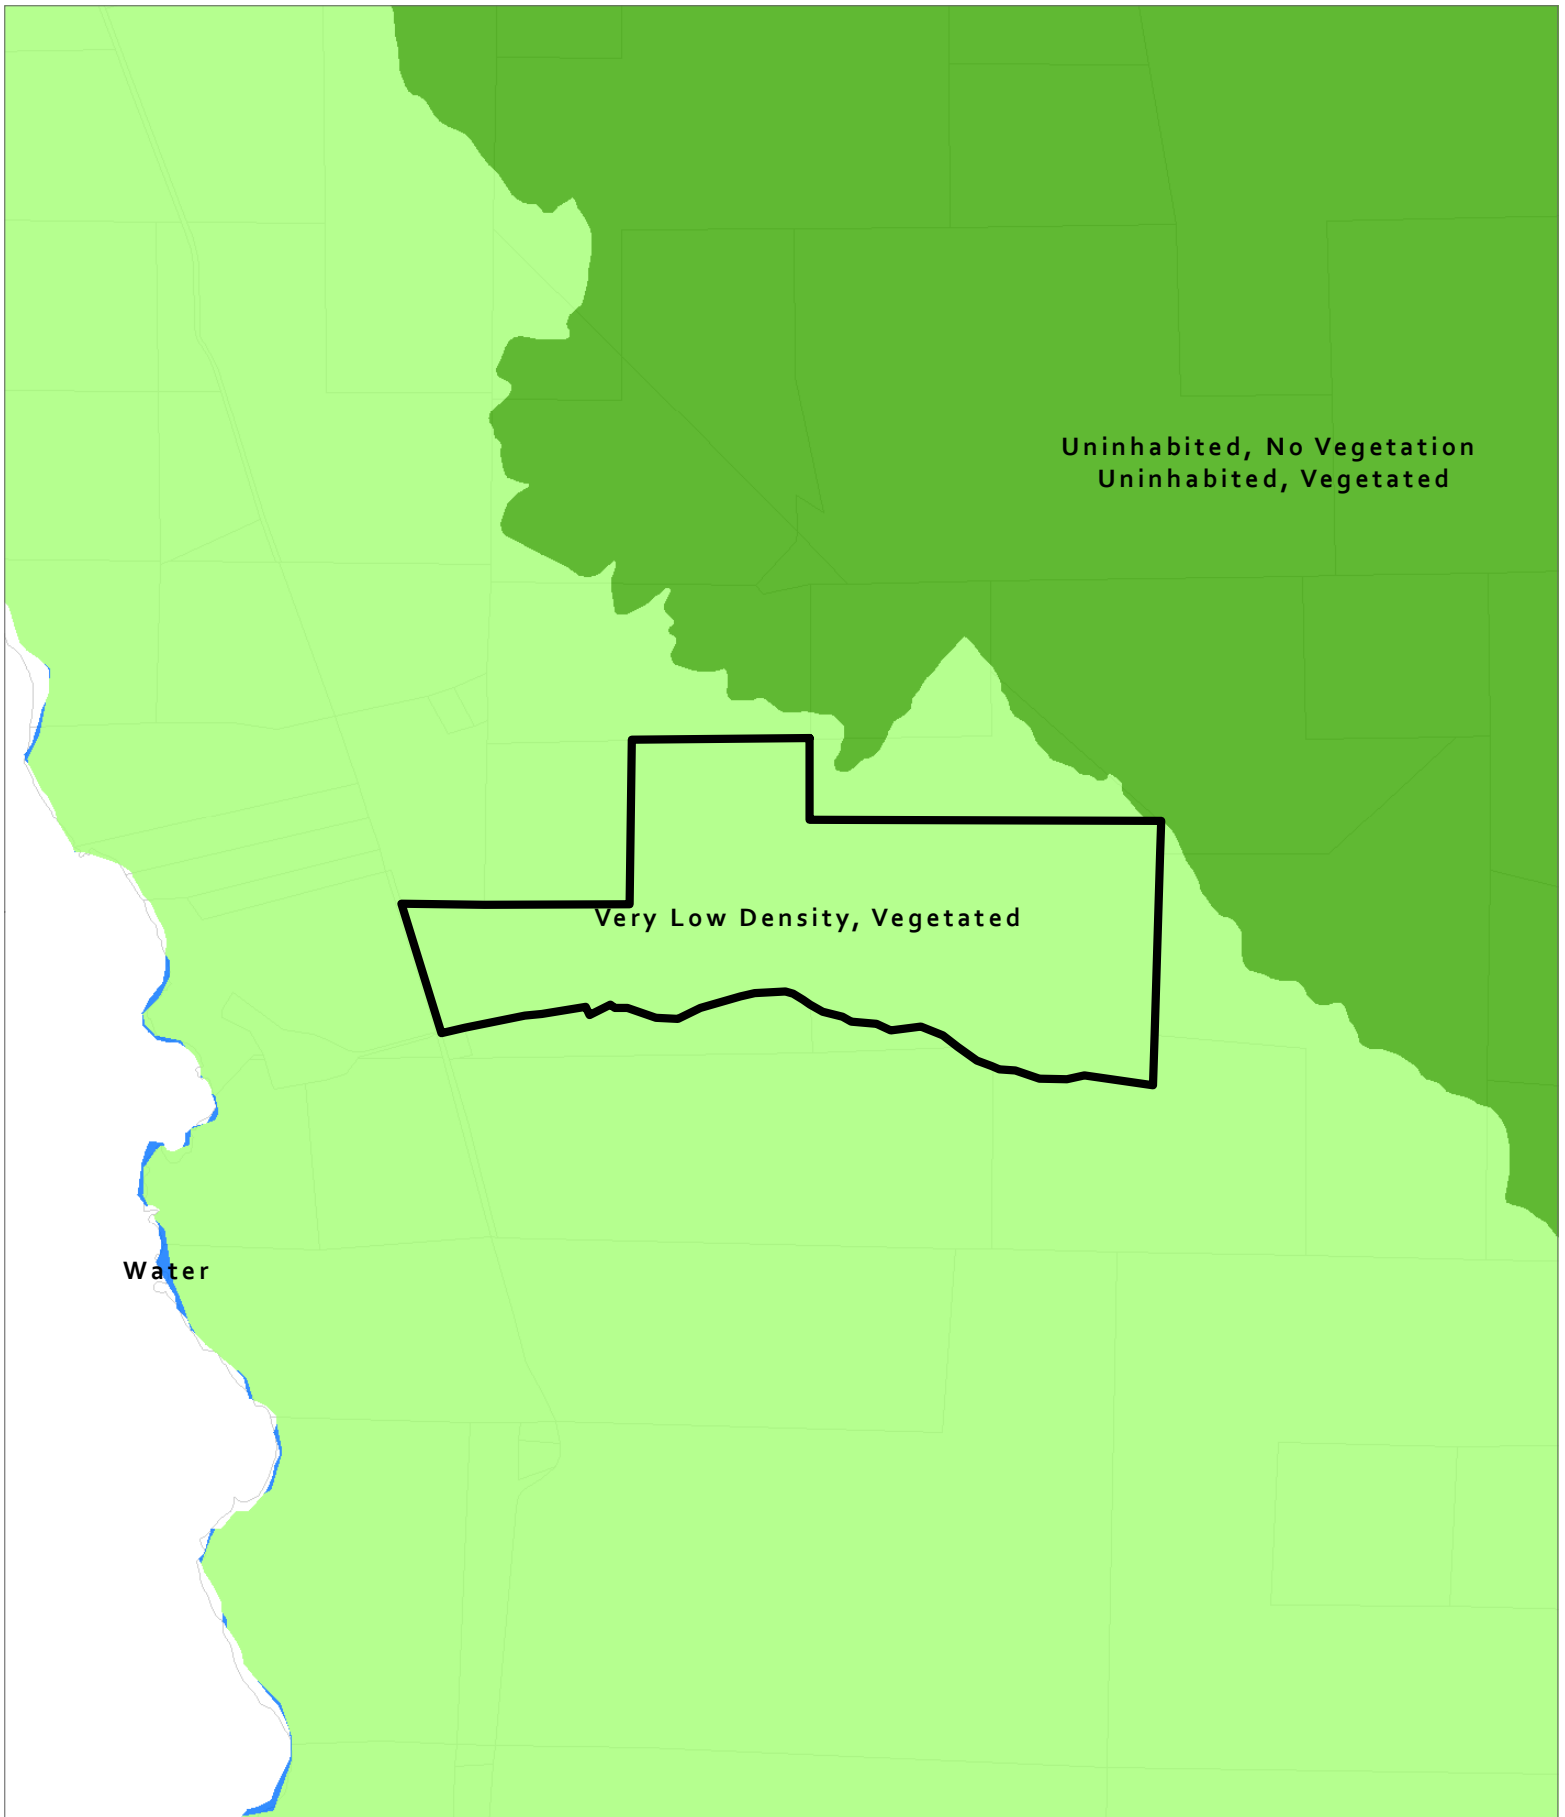 Uninhabited, No Vegetation
Uninhabited, Vegetated
Very Low Density, Vegetated
Water